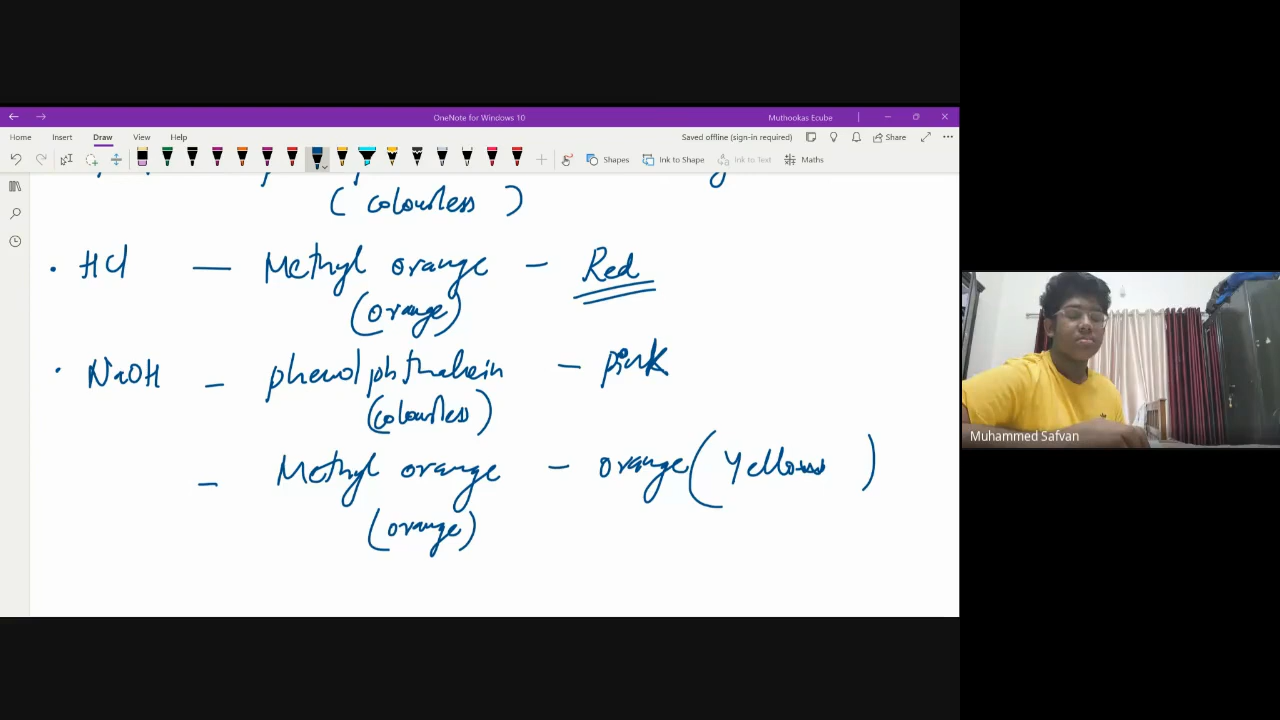 OneNote for Windows 10
Muthookas Ecube
Home Insert Draw View Help
Saved offline (sign-in required)
Share
Shapes
Ink to Shape
Ink to Text
Maths
(colourless)
• HCl — Methyl orange — Red
(orange)
• NaOH — phenolphthalein — pink
(colourless)
— Methyl orange — orange (Yellow)
(orange)
Muhammed Safvan